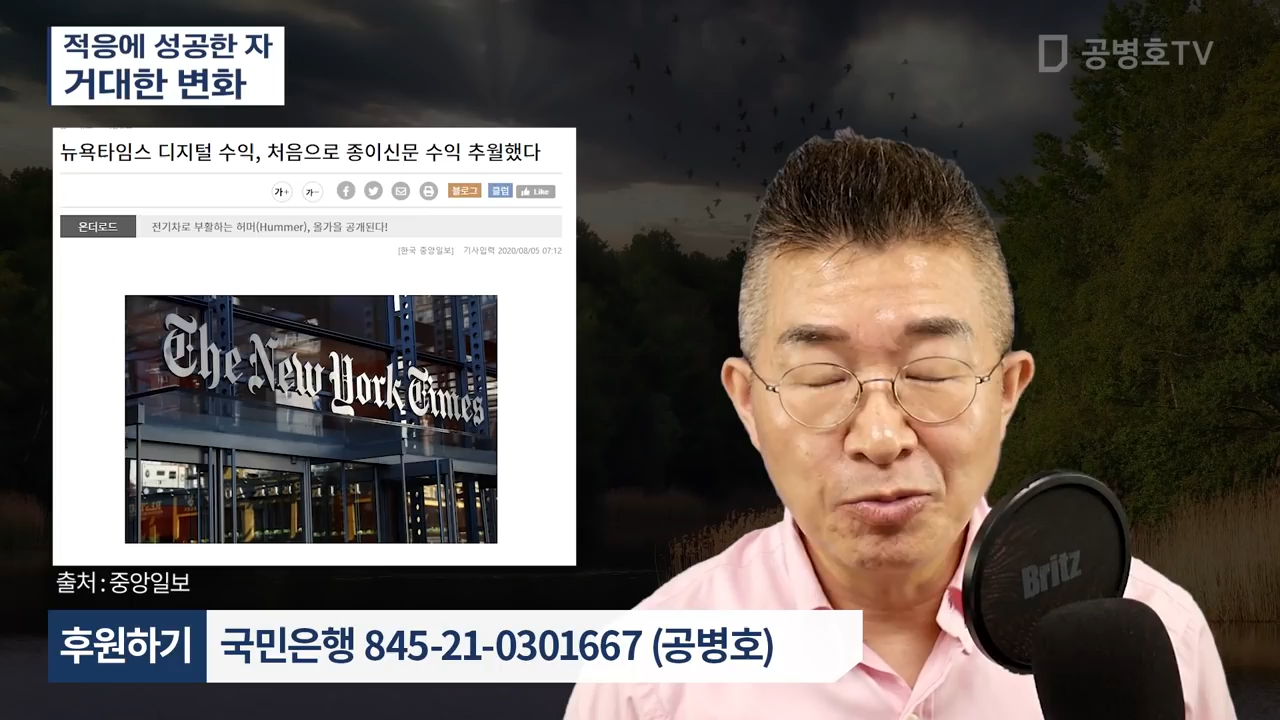 적응에 성공한 자
거대한 변화
공병호TV
뉴욕타임스 디지털 수익, 처음으로 종이신문 수익 추월했다
가+ 가- 블로그 클럽 Like
온더로드 전기차로 부활하는 허머(Hummer), 올가을 공개된다!
[한국 중앙일보] 기사입력 2020/08/05 07:12
The New York Times
출처 : 중앙일보
Britz
후원하기 국민은행 845-21-0301667 (공병호)